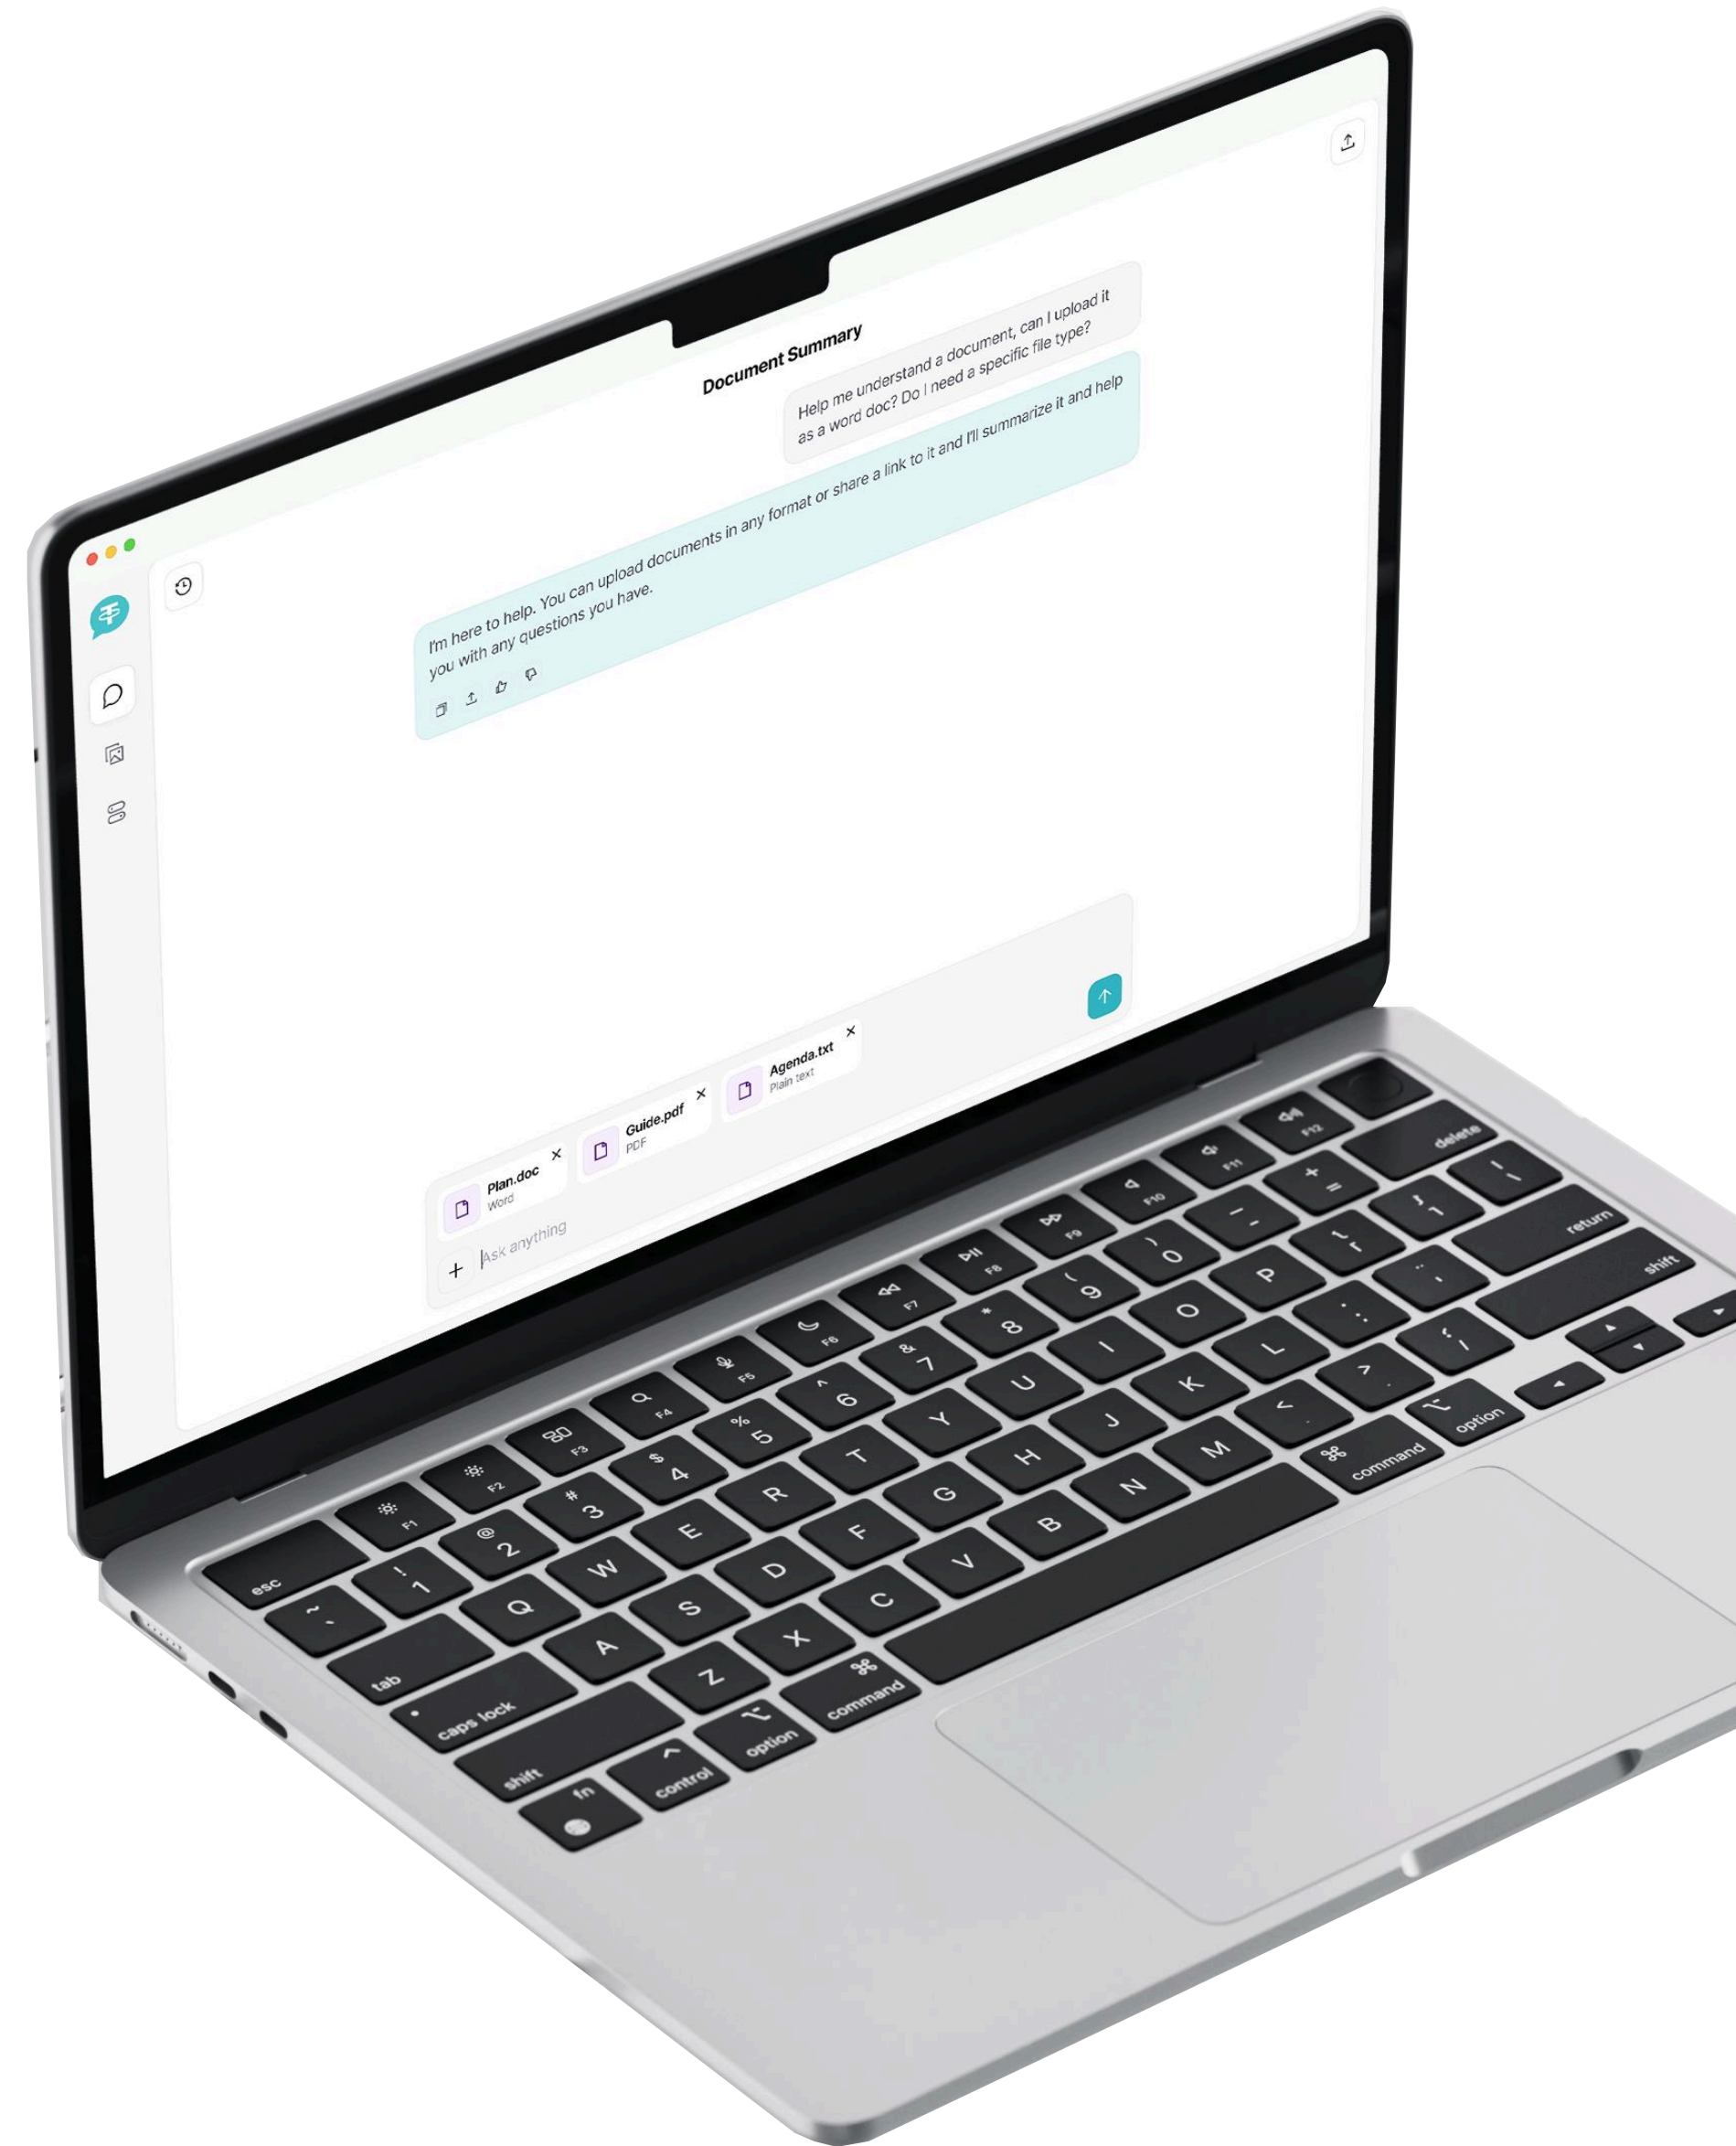 Document Summary
Help me understand a document, can I upload it
as a word doc? Do I need a specific file type?
I'm here to help. You can upload documents in any format or share a link to it and I'll summarize it and help
you with any questions you have.
Plan.doc
Word
Guide.pdf
PDF
Agenda.txt
Plain text
Ask anything
esc
F1
F2
F3
F4
F5
F6
F7
F8
F9
F10
F11
F12
~ `
! 1
@ 2
# 3
$ 4
% 5
^ 6
& 7
* 8
( 9
) 0
_ -
+ =
delete
tab
Q
W
E
R
T
Y
U
I
O
P
return
caps lock
A
S
D
F
G
H
J
K
L
shift
Z
X
C
V
B
N
M
shift
fn
control
option
command
command
option